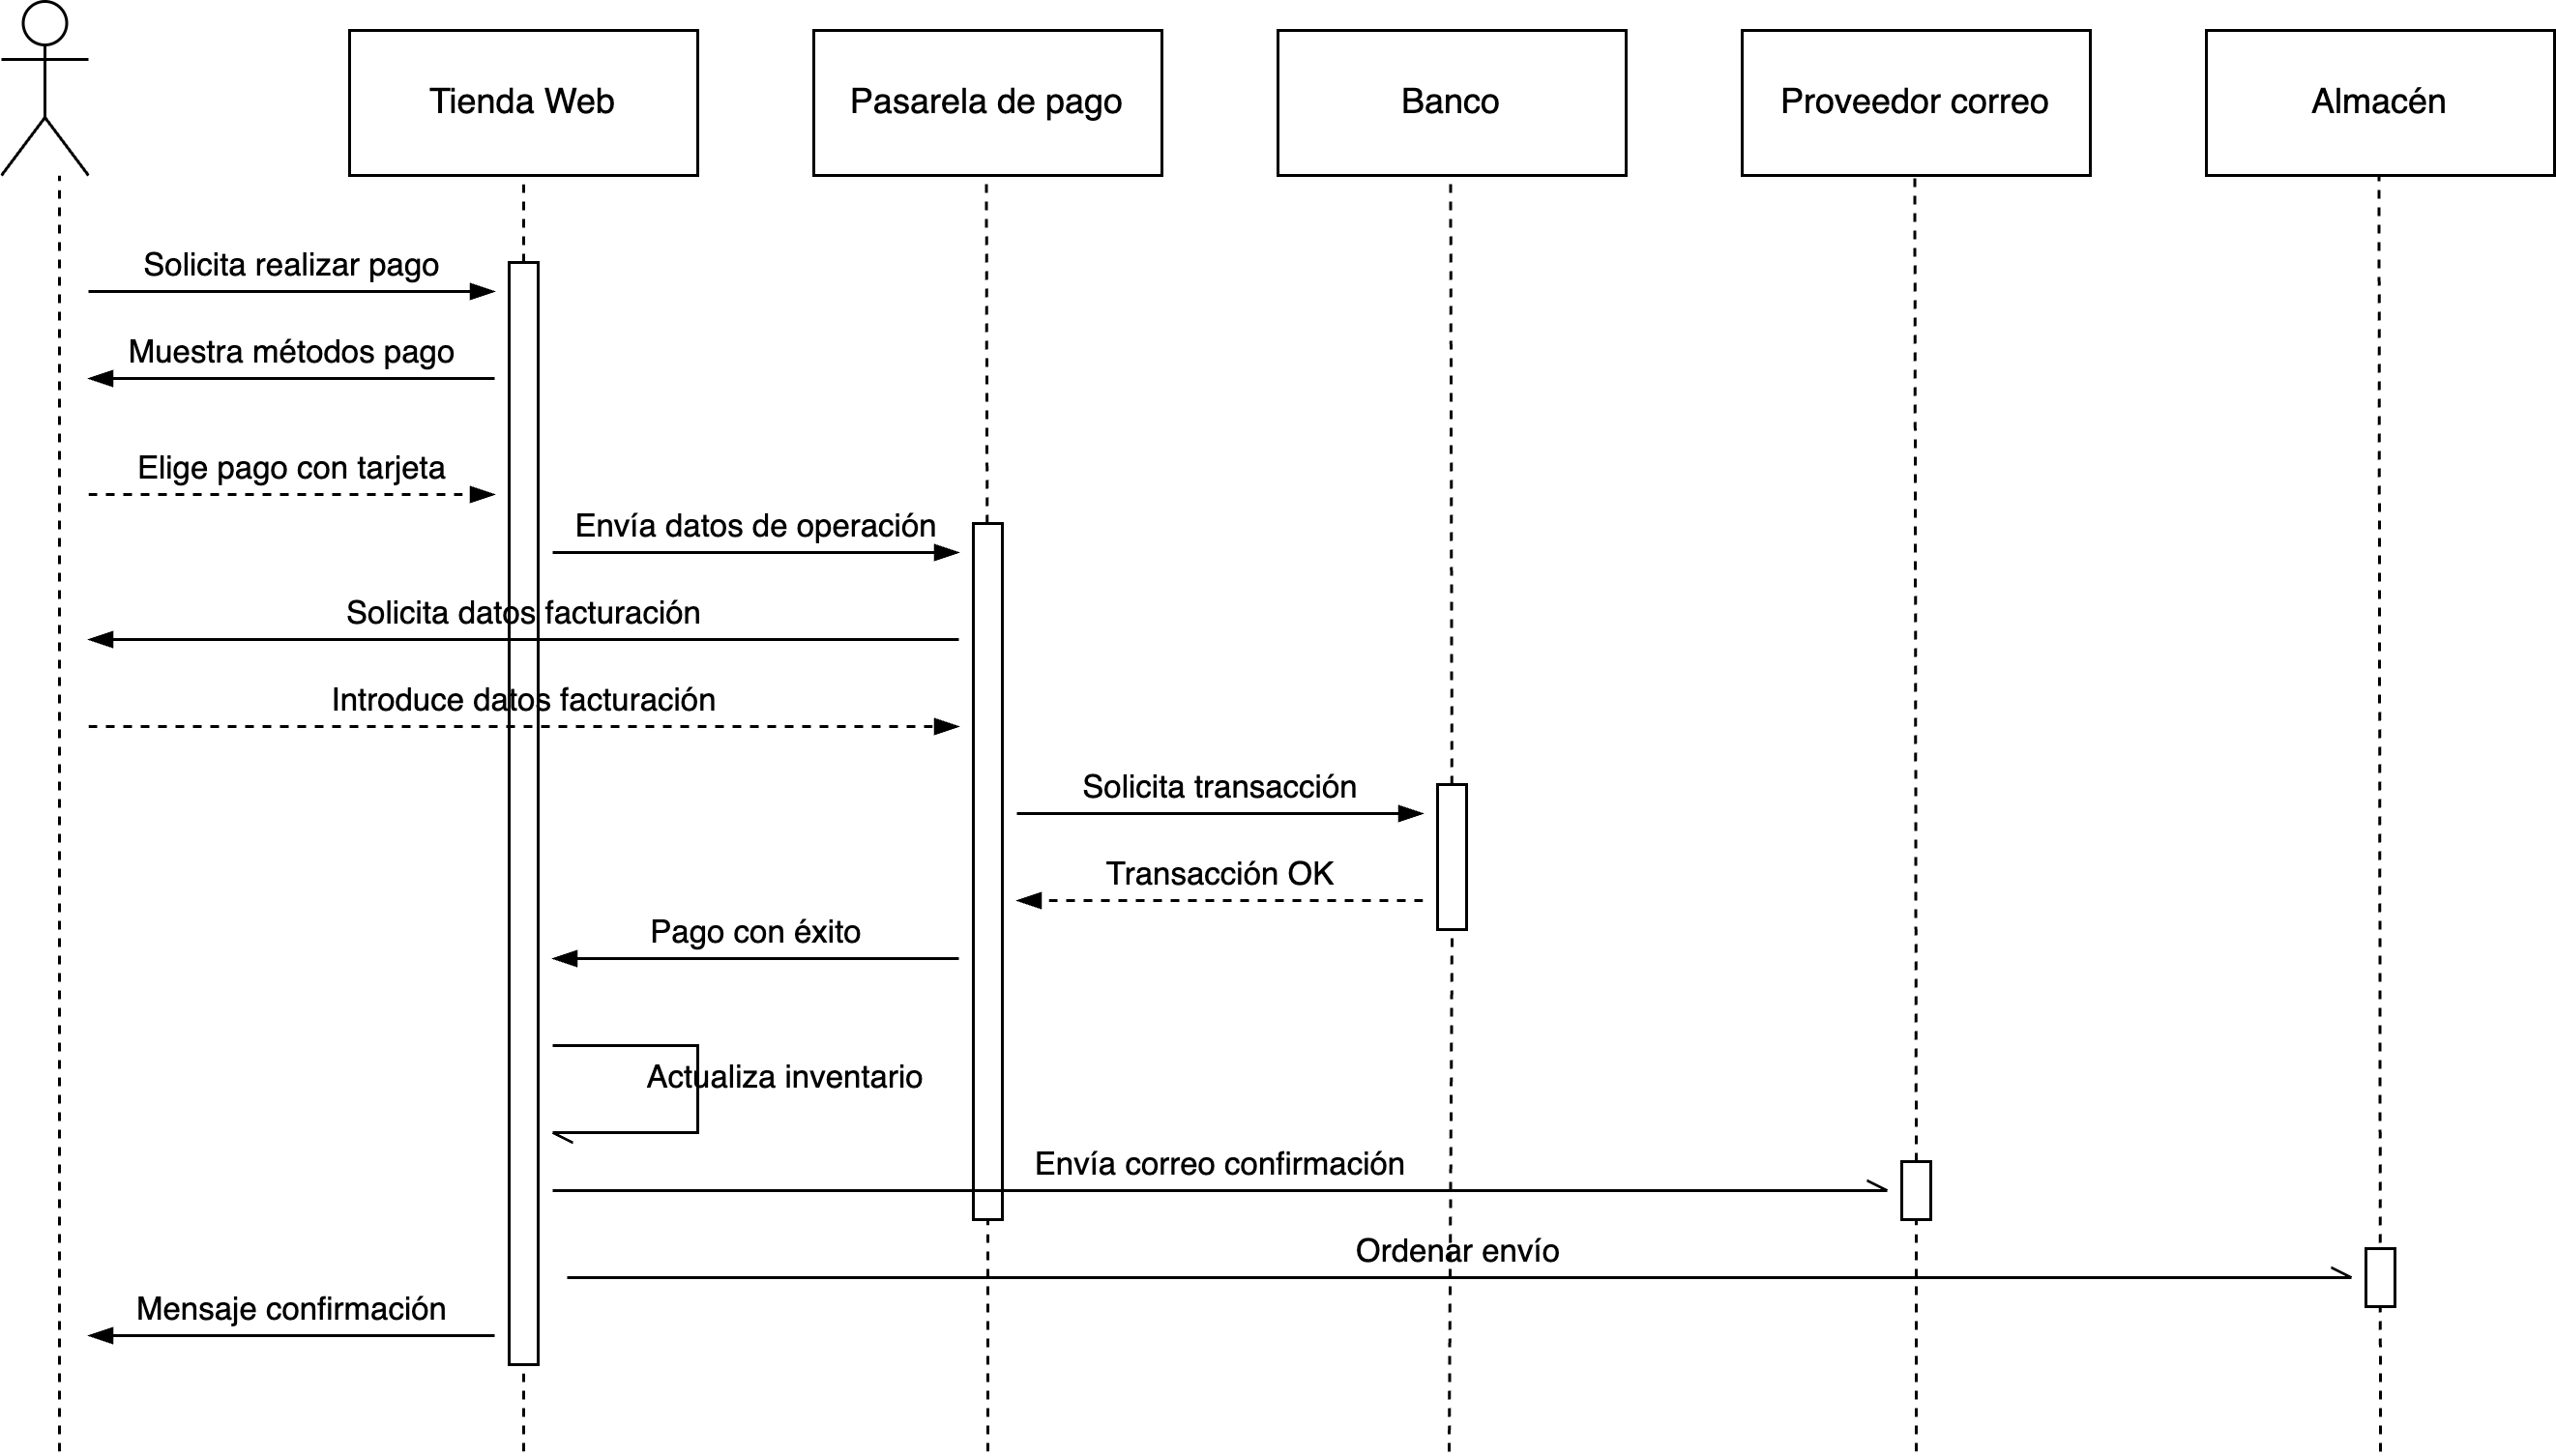 Tienda Web
Pasarela de pago
Banco
Proveedor correo
Almacén
Solicita realizar pago
Muestra métodos pago
Elige pago con tarjeta
Envía datos de operación
Solicita datos facturación
Introduce datos facturación
Solicita transacción
Transacción OK
Pago con éxito
Actualiza inventario
Envía correo confirmación
Ordenar envío
Mensaje confirmación